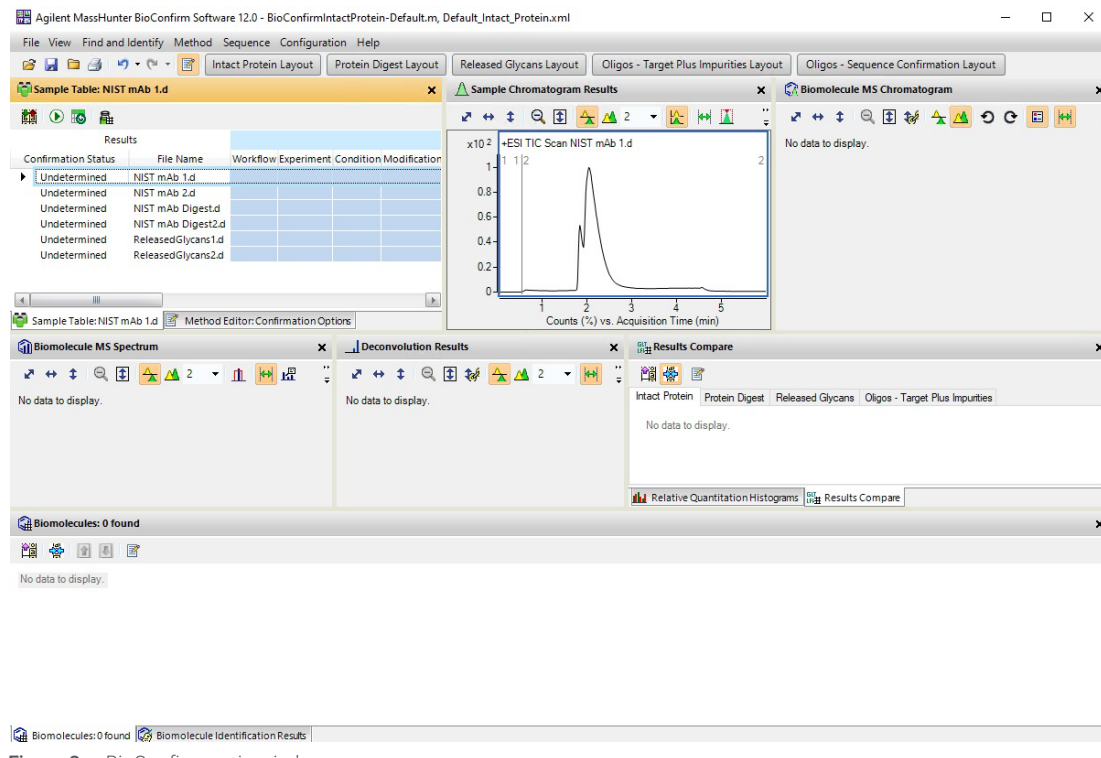 Agilent MassHunter BioConfirm Software 12.0 - BioConfirmIntactProtein-Default.m, Default_Intact_Protein.xml
File View Find and Identify Method Sequence Configuration Help
Intact Protein Layout Protein Digest Layout Released Glycans Layout Oligos - Target Plus Impurities Layout Oligos - Sequence Confirmation Layout
Sample Table: NIST mAb 1.d
Results
Confirmation Status File Name Workflow Experiment Condition Modification
Undetermined NIST mAb 1.d
Undetermined NIST mAb 2.d
Undetermined NIST mAb Digest.d
Undetermined NIST mAb Digest2.d
Undetermined ReleasedGlycans1.d
Undetermined ReleasedGlycans2.d
Sample Table: NIST mAb 1.d Method Editor: Confirmation Options
Sample Chromatogram Results
2
x10 2 +ESI TIC Scan NIST mAb 1.d
1 1 1 2 2
0.8
0.6
0.4
0.2
0
1 2 3 4 5
Counts (%) vs. Acquisition Time (min)
Biomolecule MS Chromatogram
No data to display.
Biomolecule MS Spectrum
2
No data to display.
Deconvolution Results
2
No data to display.
Results Compare
Intact Protein Protein Digest Released Glycans Oligos - Target Plus Impurities
No data to display.
Relative Quantitation Histograms Results Compare
Biomolecules: 0 found
No data to display.
Biomolecules: 0 found Biomolecule Identification Results